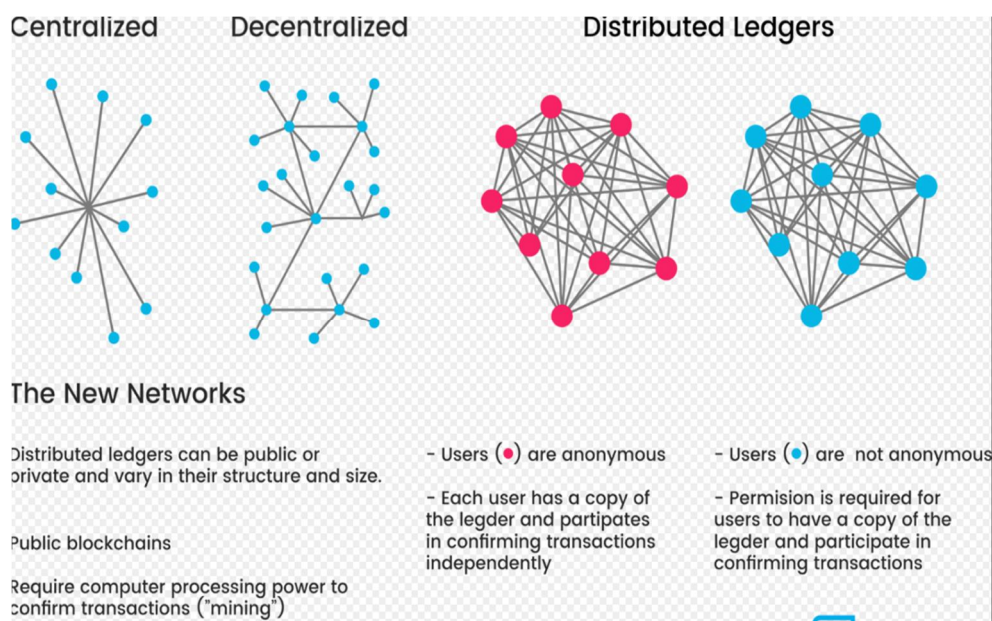 Centralized
Decentralized
Distributed Ledgers
The New Networks
Distributed ledgers can be public or
private and vary in their structure and size.
Public blockchains
Require computer processing power to
confirm transactions ("mining")
- Users (•) are anonymous
- Each user has a copy of
the legder and partipates
in confirming transactions
independently
- Users (•) are not anonymous
- Permision is required for
users to have a copy of the
legder and participate in
confirming transactions